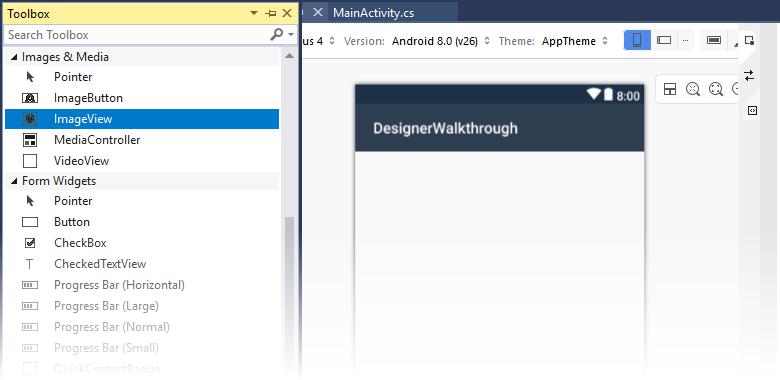 Toolbox
Search Toolbox
Images & Media
Pointer
ImageButton
ImageView
MediaController
VideoView
Form Widgets
Pointer
Button
CheckBox
CheckedTextView
Progress Bar (Horizontal)
Progress Bar (Large)
Progress Bar (Normal)
Progress Bar (Small)
QuickContactBadge
MainActivity.cs
us 4 Version: Android 8.0 (v26) Theme: AppTheme
8:00
DesignerWalkthrough